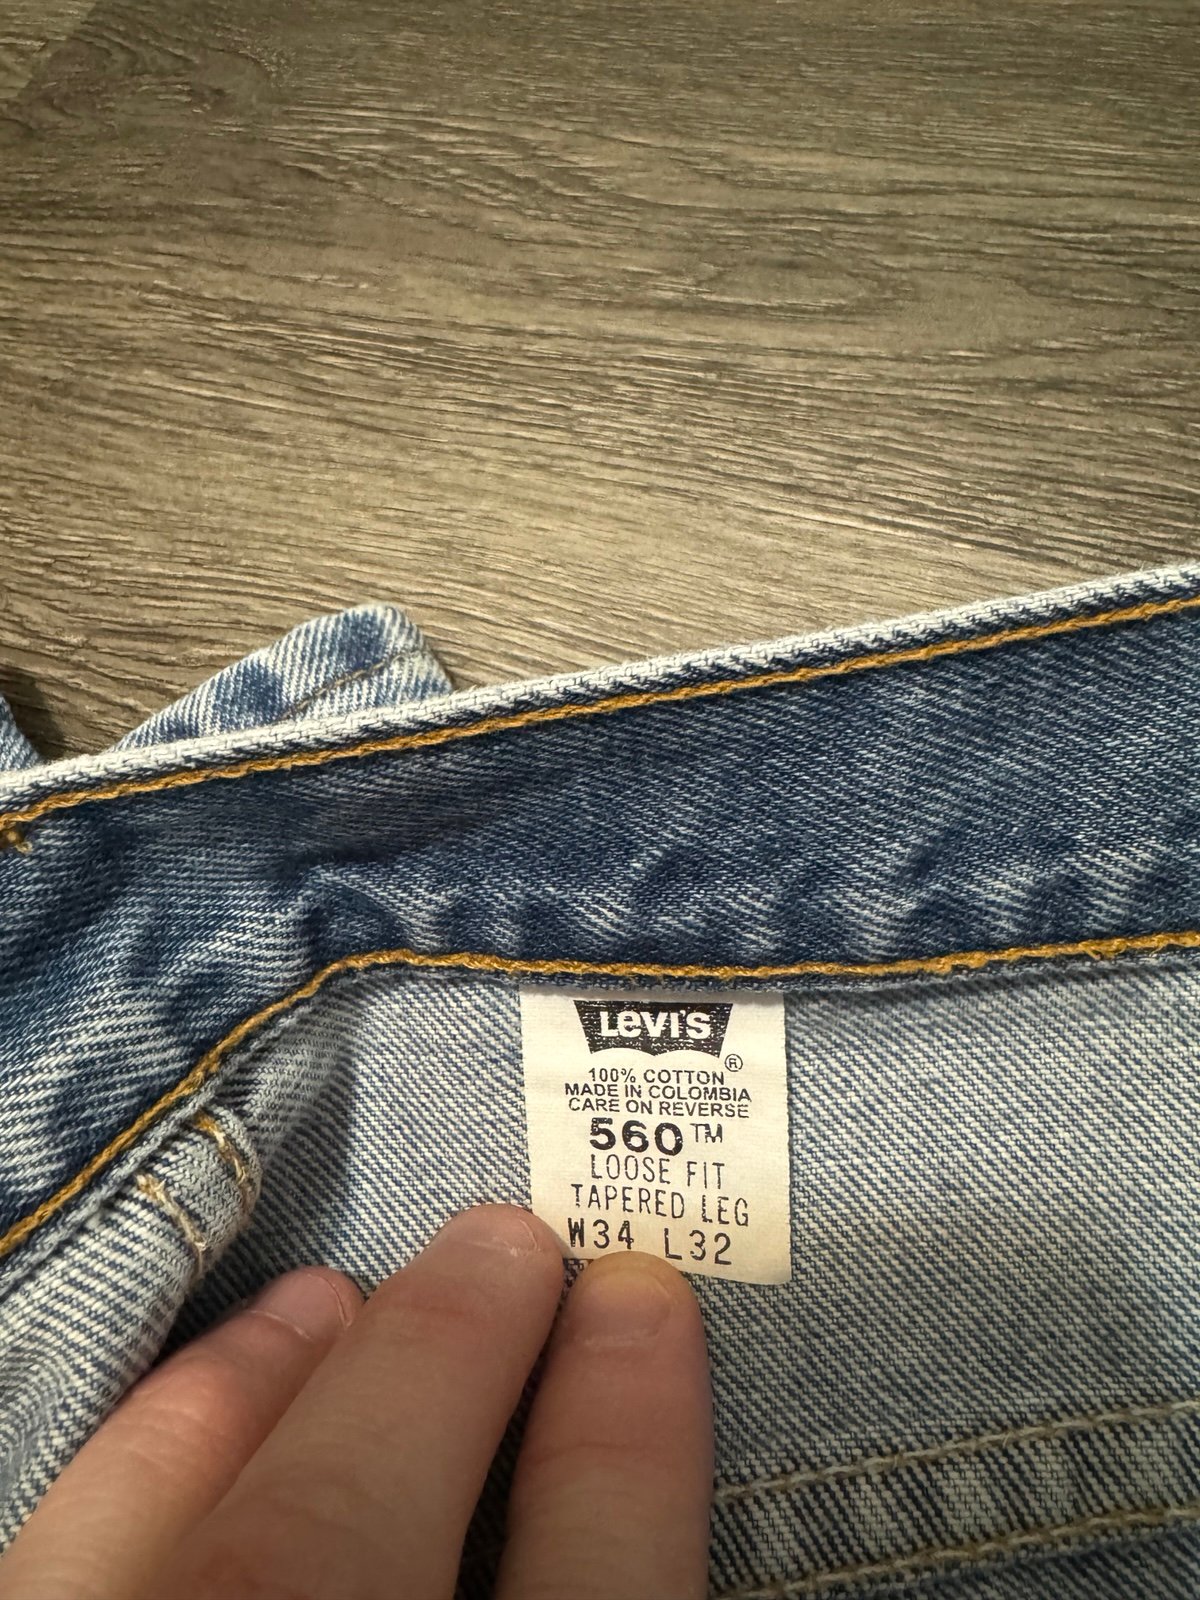 Levi's
®
100% COTTON
MADE IN COLOMBIA
CARE ON REVERSE
560™
LOOSE FIT
TAPERED LEG
W34 L32